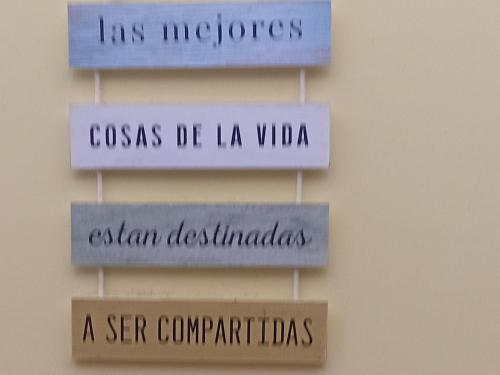 las mejores
COSAS DE LA VIDA
estan destinadas
A SER COMPARTIDAS